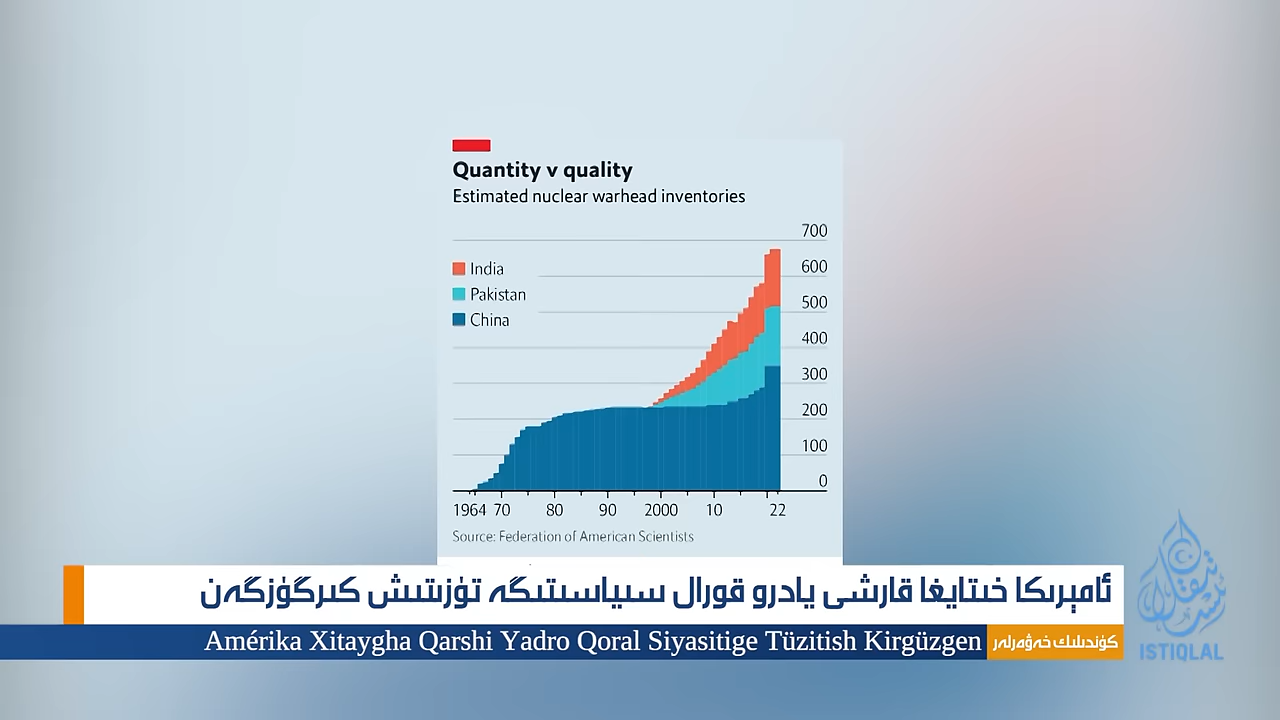 Quantity v quality
Estimated nuclear warhead inventories
700
India
600
Pakistan
500
China
400
300
200
100
0
1964 70 80 90 2000 10 22
Source: Federation of American Scientists
ئامېرىكا خىتايغا قارشى يادرو قورال سىياسىتىگە تۈزىتىش كىرگۈزگەن
Amérika Xitaygha Qarshi Yadro Qoral Siyasitige Tüzitish Kirgüzgen
كۈندىلىك خەۋەرلەر
ISTIQLAL